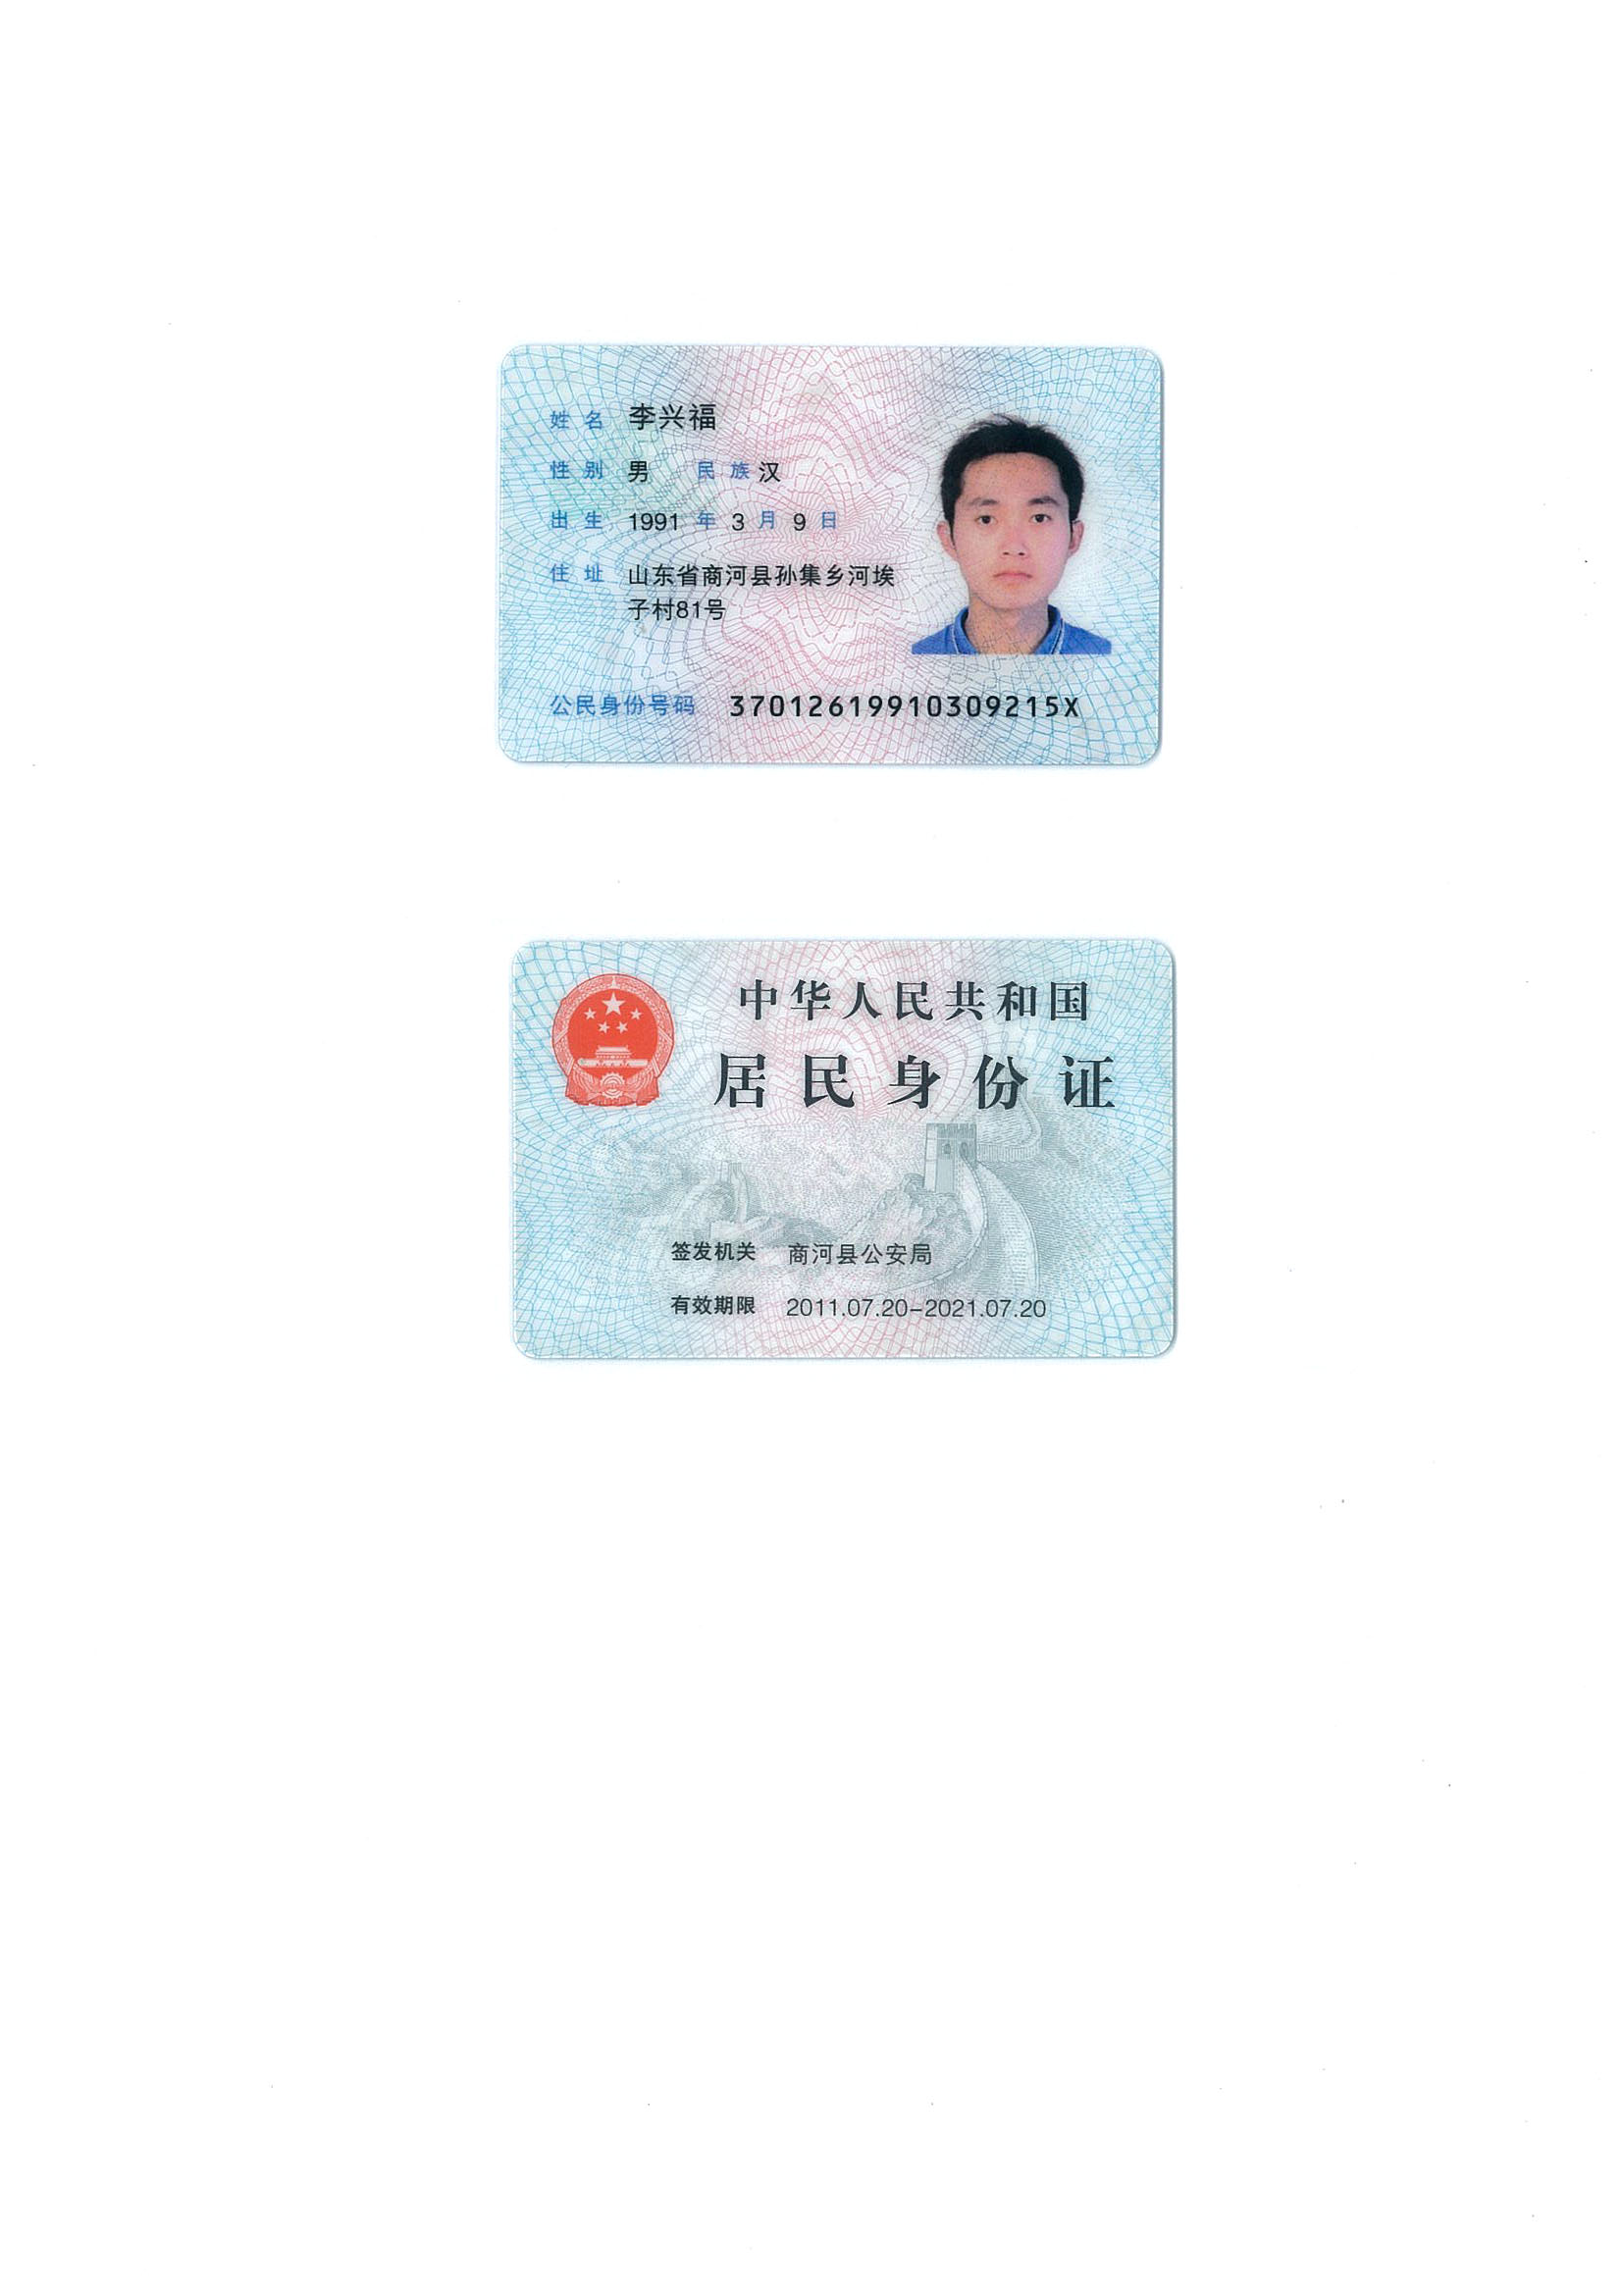 姓名 李兴福
性别 男 民族 汉
出生 1991 年 3 月 9 日
住址 山东省商河县孙集乡河埃
子村81号
公民身份号码 37012619910309215X
中华人民共和国
居民身份证
签发机关 商河县公安局
有效期限 2011.07.20-2021.07.20